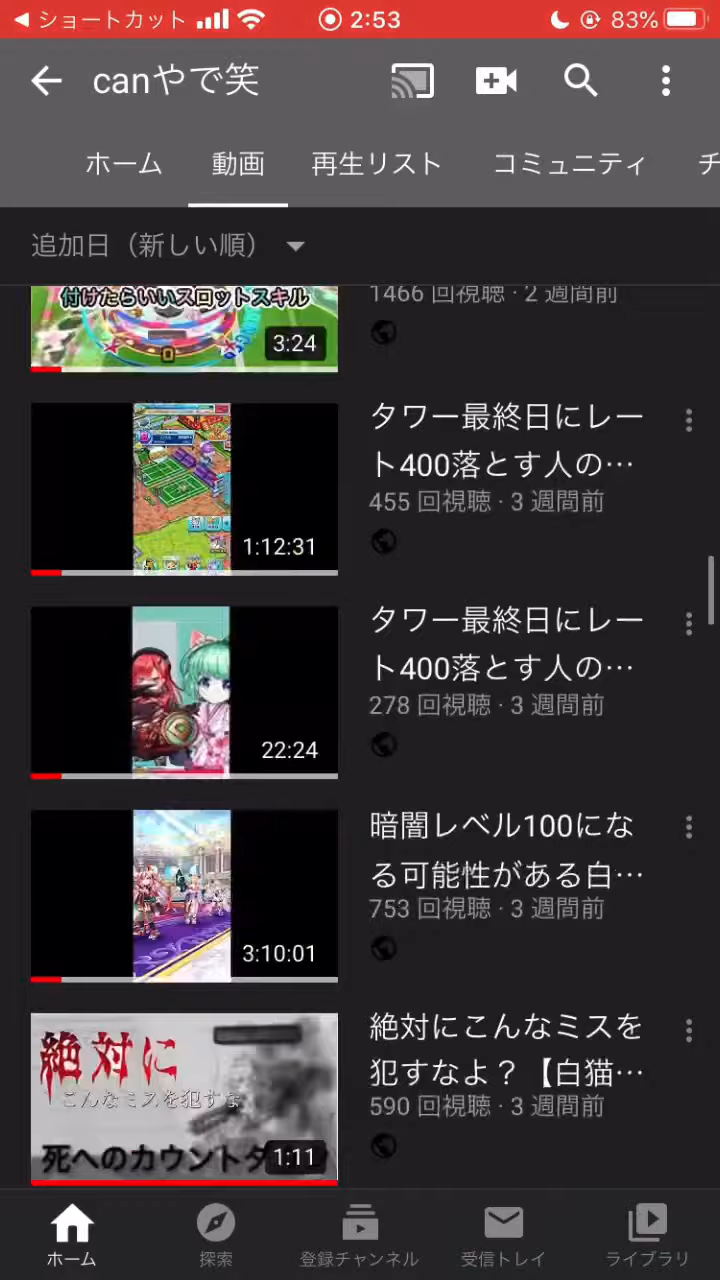 ショートカット 2:53 83%
canやで笑
ホーム 動画 再生リスト コミュニティ チ
追加日（新しい順）
付けたらいいスロットスキル
3:24
1466 回視聴 · 2 週間前
タワー最終日にレー
ト400落とす人の…
455 回視聴 · 3 週間前
1:12:31
タワー最終日にレー
ト400落とす人の…
278 回視聴 · 3 週間前
22:24
暗闇レベル100にな
る可能性がある白…
753 回視聴 · 3 週間前
3:10:01
絶対にこんなミスを
犯すなよ？【白猫…
590 回視聴 · 3 週間前
絶対に
こんなミスを犯すな
死へのカウントダ
1:11
ホーム 探索 登録チャンネル 受信トレイ ライブラリ